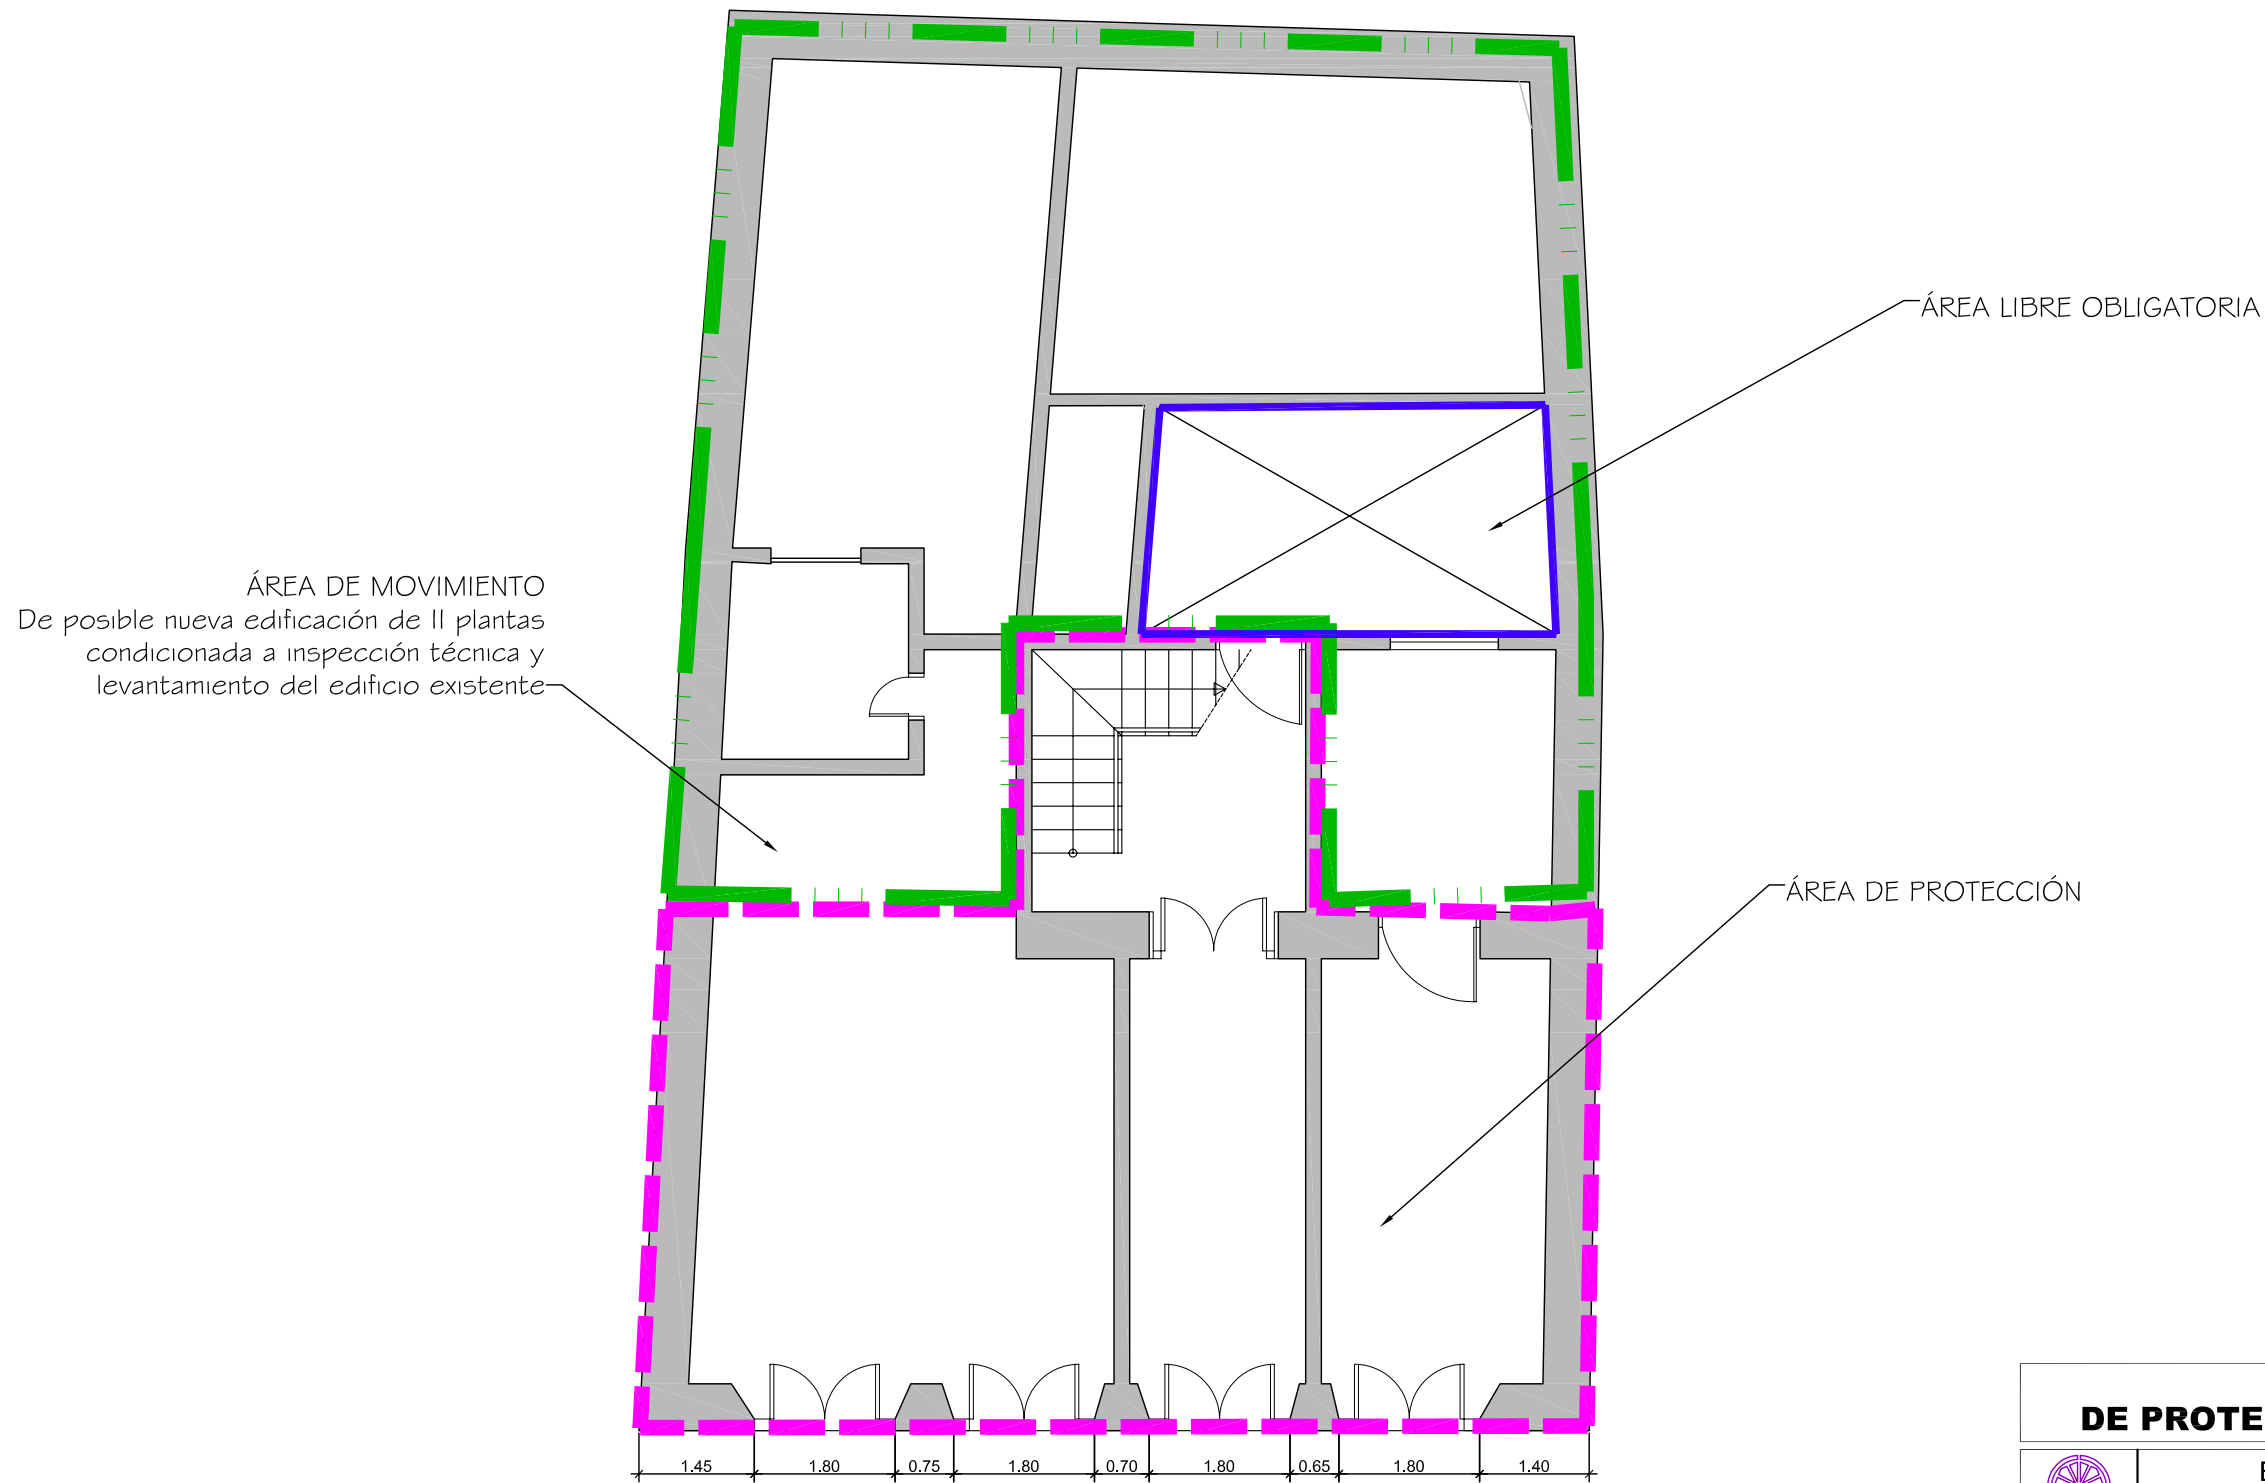 ÁREA LIBRE OBLIGATORIA
ÁREA DE MOVIMIENTO
De posible nueva edificación de II plantas
condicionada a inspección técnica y
levantamiento del edificio existente
ÁREA DE PROTECCIÓN
DE PROTE
1.45 1.80 0.75 1.80 0.70 1.80 0.65 1.80 1.40